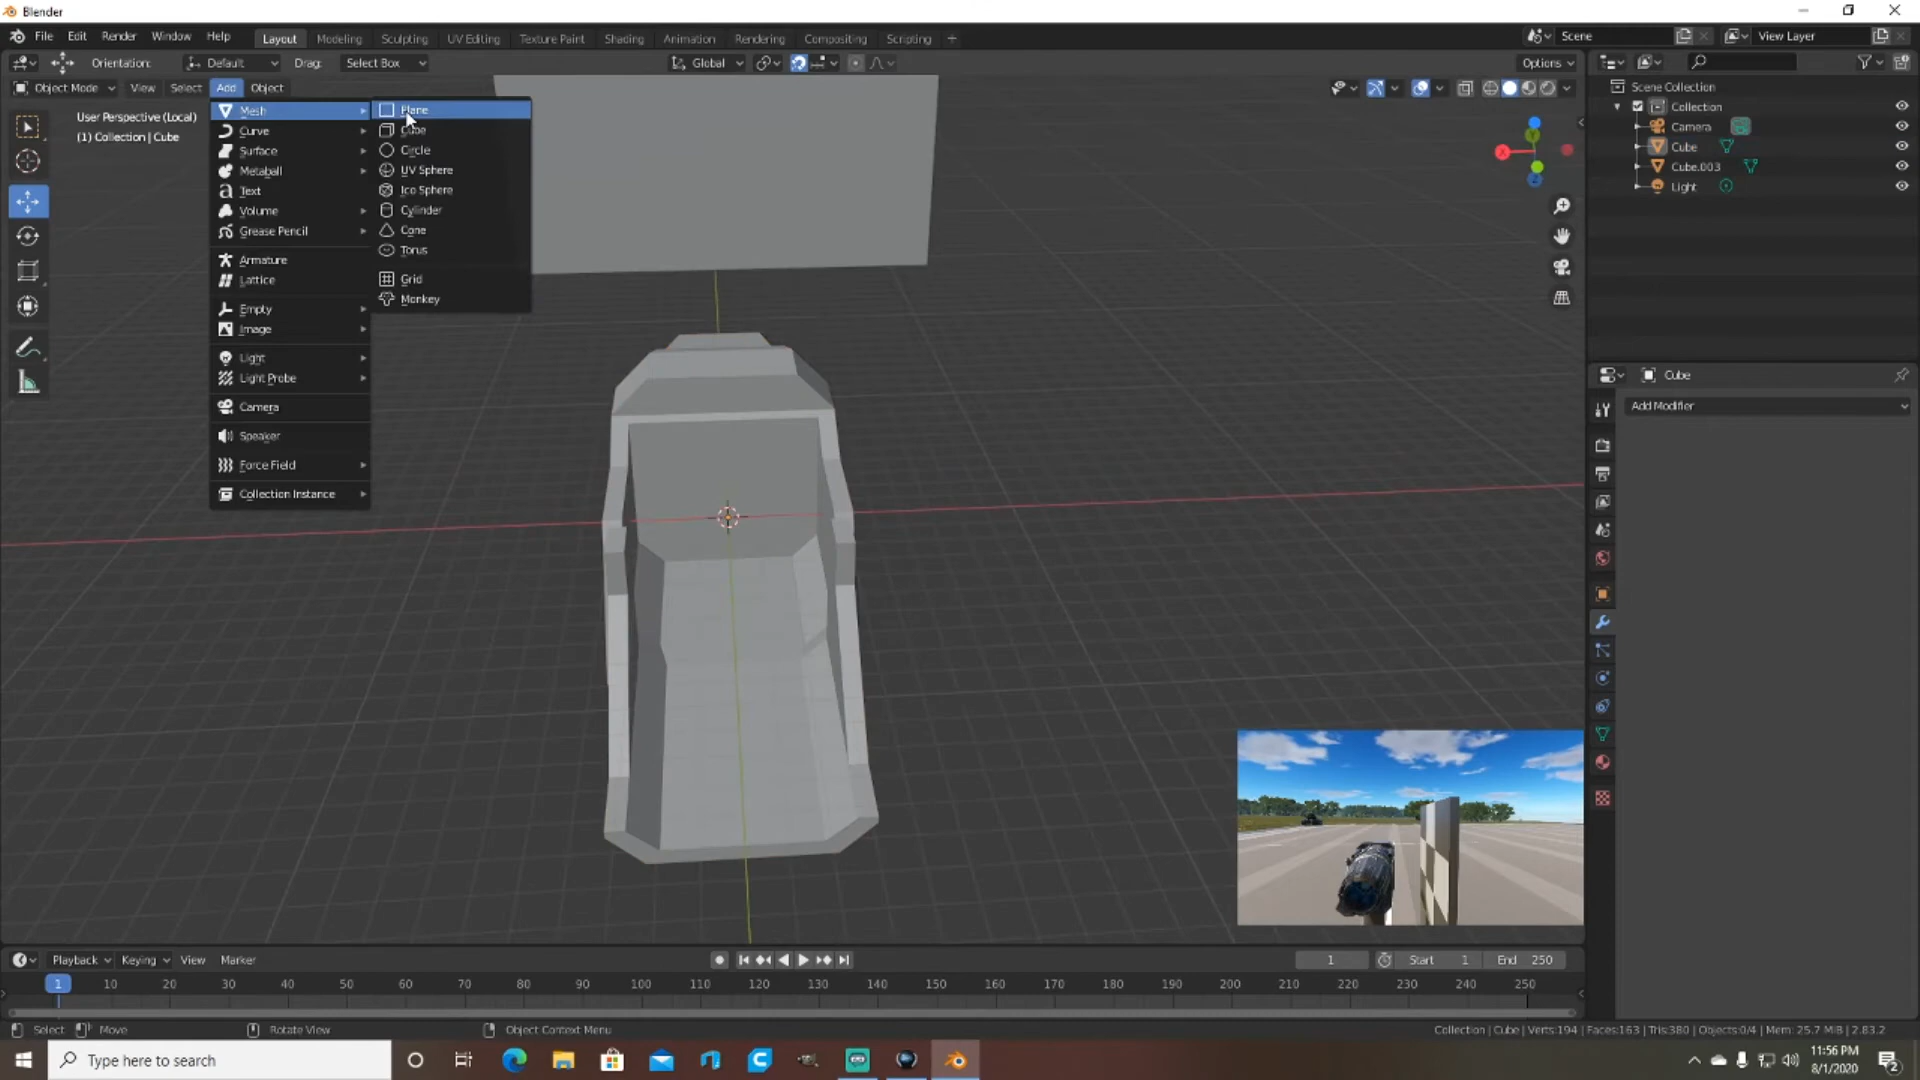 Blender
File Edit Render Window Help
Layout Modeling Sculpting UV Editing Texture Paint Shading Animation Rendering Compositing Scripting +
Scene
View Layer
Orientation: Default Drag: Select Box
Global
Options
Object Mode View Select Add Object
User Perspective (Local)
(1) Collection | Cube
Mesh
Curve
Surface
Metaball
Text
Volume
Grease Pencil
Armature
Lattice
Empty
Image
Light
Light Probe
Camera
Speaker
Force Field
Collection Instance
Plane
Cube
Circle
UV Sphere
Ico Sphere
Cylinder
Cone
Torus
Grid
Monkey
Scene Collection
Collection
Camera
Cube
Cube.003
Light
Cube
Add Modifier
Playback Keying View Marker
1 Start 1 End 250
1 10 20 30 40 50 60 70 80 90 100 110 120 130 140 150 160 170 180 190 200 210 220 230 240 250
Select Move Rotate View Object Context Menu
Collection | Cube | Verts:194 | Faces:163 | Tris:380 | Objects:0/4 | Mem: 25.7 MiB | 2.83.2
Type here to search
11:56 PM
8/1/2020
2